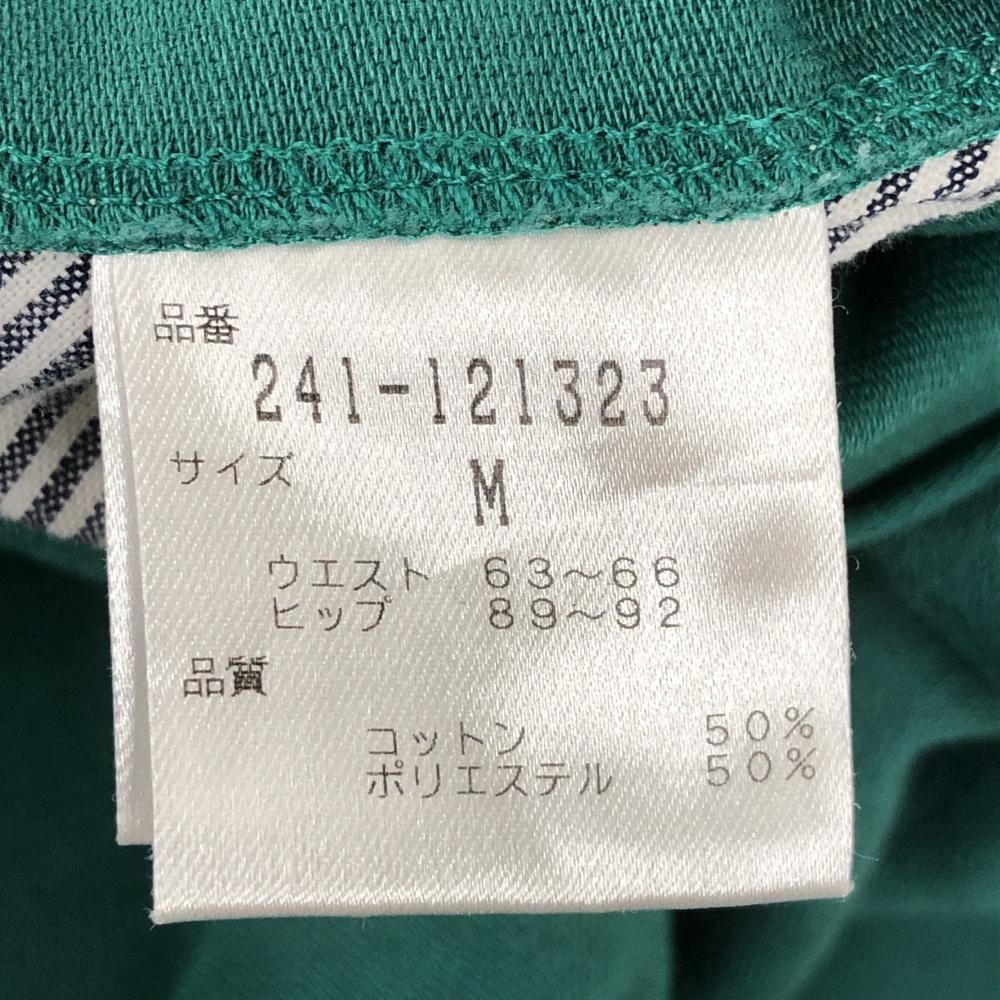 品番
241-121323
サイズ M
ウエスト 63〜66
ヒップ 89〜92
品質
コットン 50%
ポリエステル 50%